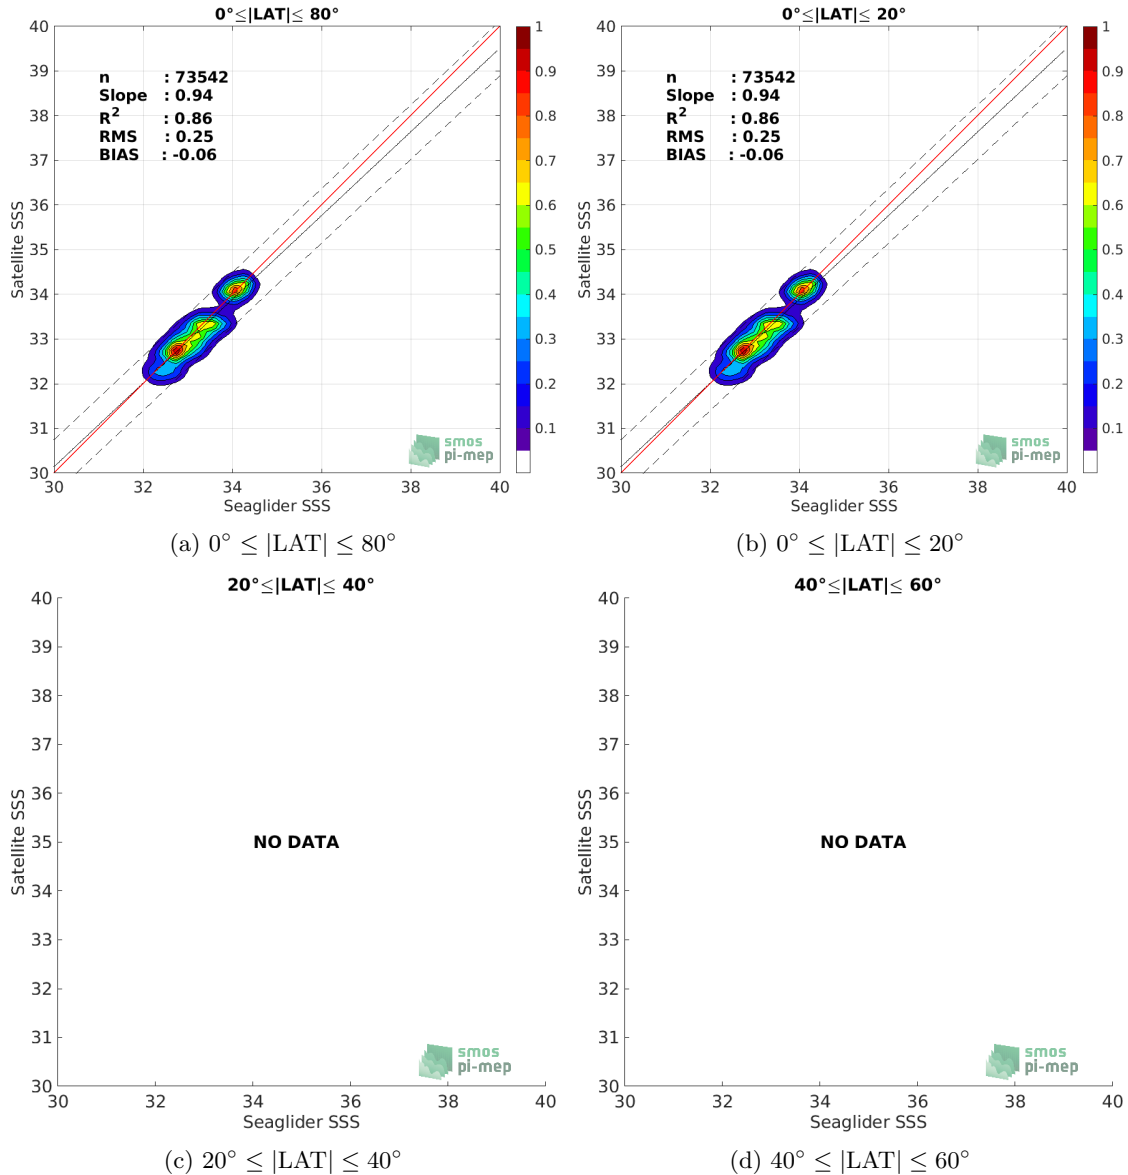 0°≤|LAT|≤ 80°
40
39
38
37
36
35
34
33
32
31
30
Satellite SSS
n : 73542
Slope : 0.94
R² : 0.86
RMS : 0.25
BIAS : -0.06
1
0.9
0.8
0.7
0.6
0.5
0.4
0.3
0.2
0.1
smos
pi-mep
30 32 34 36 38 40
Seaglider SSS
(a) 0° ≤ |LAT| ≤ 80°
0°≤|LAT|≤ 20°
40
39
38
37
36
35
34
33
32
31
30
Satellite SSS
n : 73542
Slope : 0.94
R² : 0.86
RMS : 0.25
BIAS : -0.06
1
0.9
0.8
0.7
0.6
0.5
0.4
0.3
0.2
0.1
smos
pi-mep
30 32 34 36 38 40
Seaglider SSS
(b) 0° ≤ |LAT| ≤ 20°
20°≤|LAT|≤ 40°
40
39
38
37
36
35
34
33
32
31
30
Satellite SSS
NO DATA
smos
pi-mep
30 32 34 36 38 40
Seaglider SSS
(c) 20° ≤ |LAT| ≤ 40°
40°≤|LAT|≤ 60°
40
39
38
37
36
35
34
33
32
31
30
Satellite SSS
NO DATA
smos
pi-mep
30 32 34 36 38 40
Seaglider SSS
(d) 40° ≤ |LAT| ≤ 60°